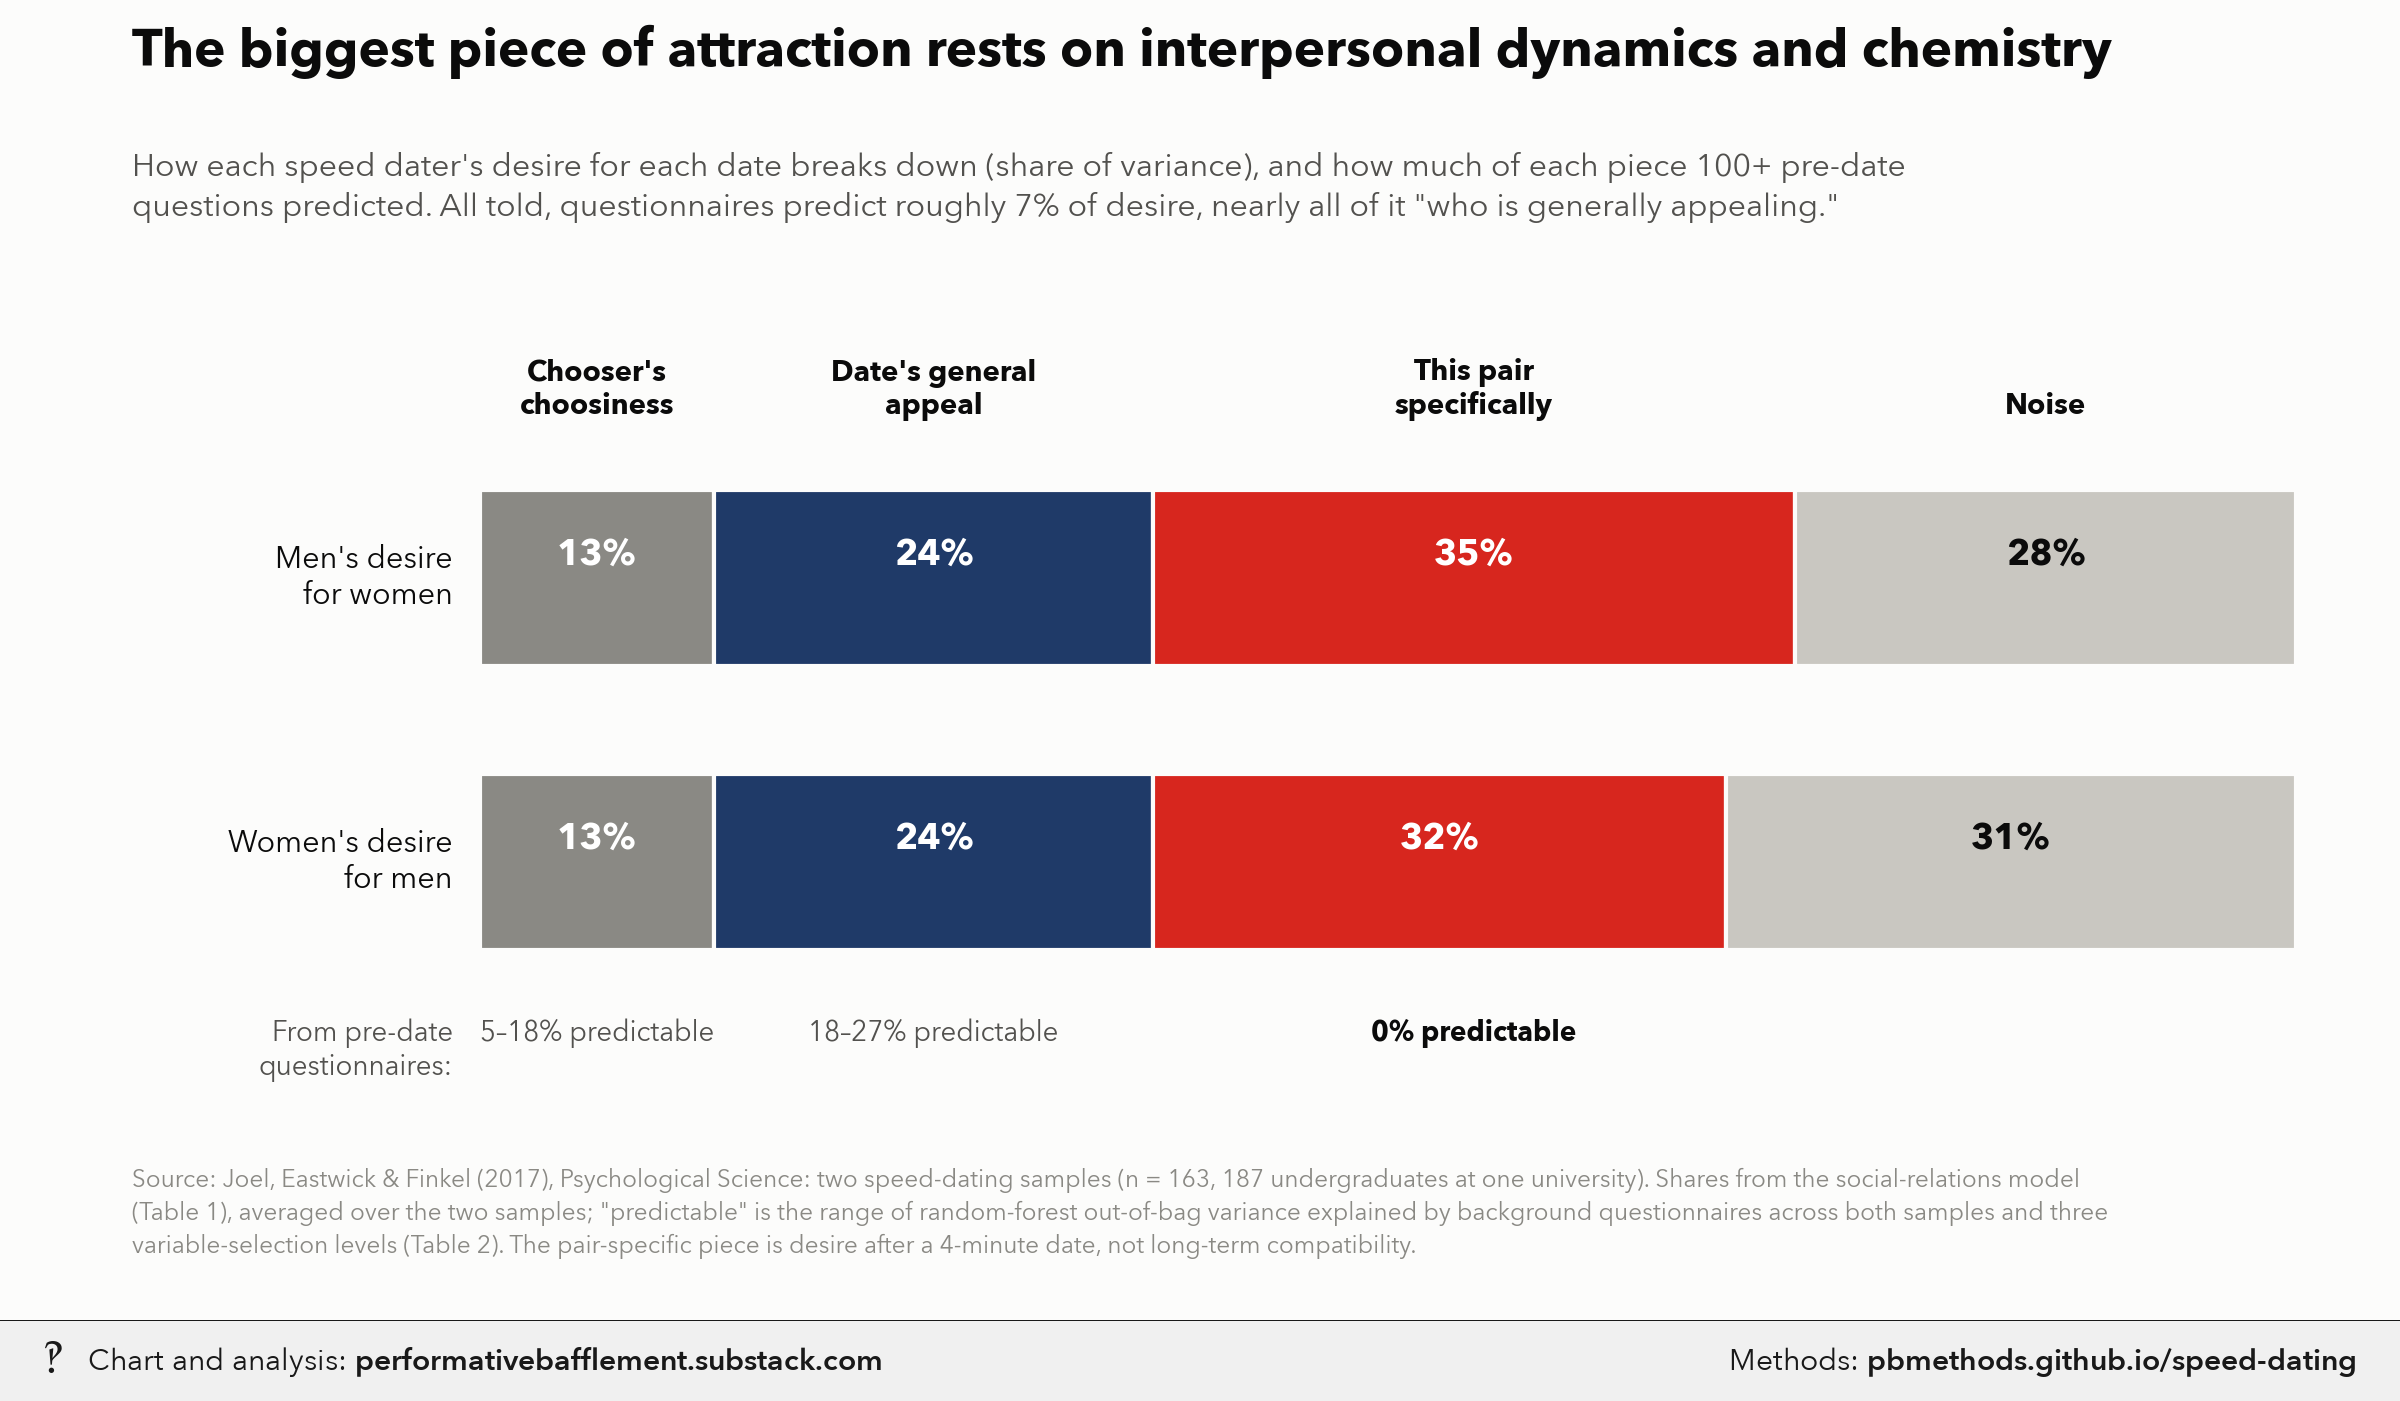 The biggest piece of attraction rests on interpersonal dynamics and chemistry
How each speed dater's desire for each date breaks down (share of variance), and how much of each piece 100+ pre-date
questions predicted. All told, questionnaires predict roughly 7% of desire, nearly all of it "who is generally appealing."
Chooser's
choosiness
Date's general
appeal
This pair
specifically
Noise
Men's desire
for women
13%
24%
35%
28%
Women's desire
for men
13%
24%
32%
31%
From pre-date
questionnaires:
5–18% predictable
18–27% predictable
0% predictable
Source: Joel, Eastwick & Finkel (2017), Psychological Science: two speed-dating samples (n = 163, 187 undergraduates at one university). Shares from the social-relations model
(Table 1), averaged over the two samples; "predictable" is the range of random-forest out-of-bag variance explained by background questionnaires across both samples and three
variable-selection levels (Table 2). The pair-specific piece is desire after a 4-minute date, not long-term compatibility.
‽ Chart and analysis: performativebafflement.substack.com
Methods: pbmethods.github.io/speed-dating